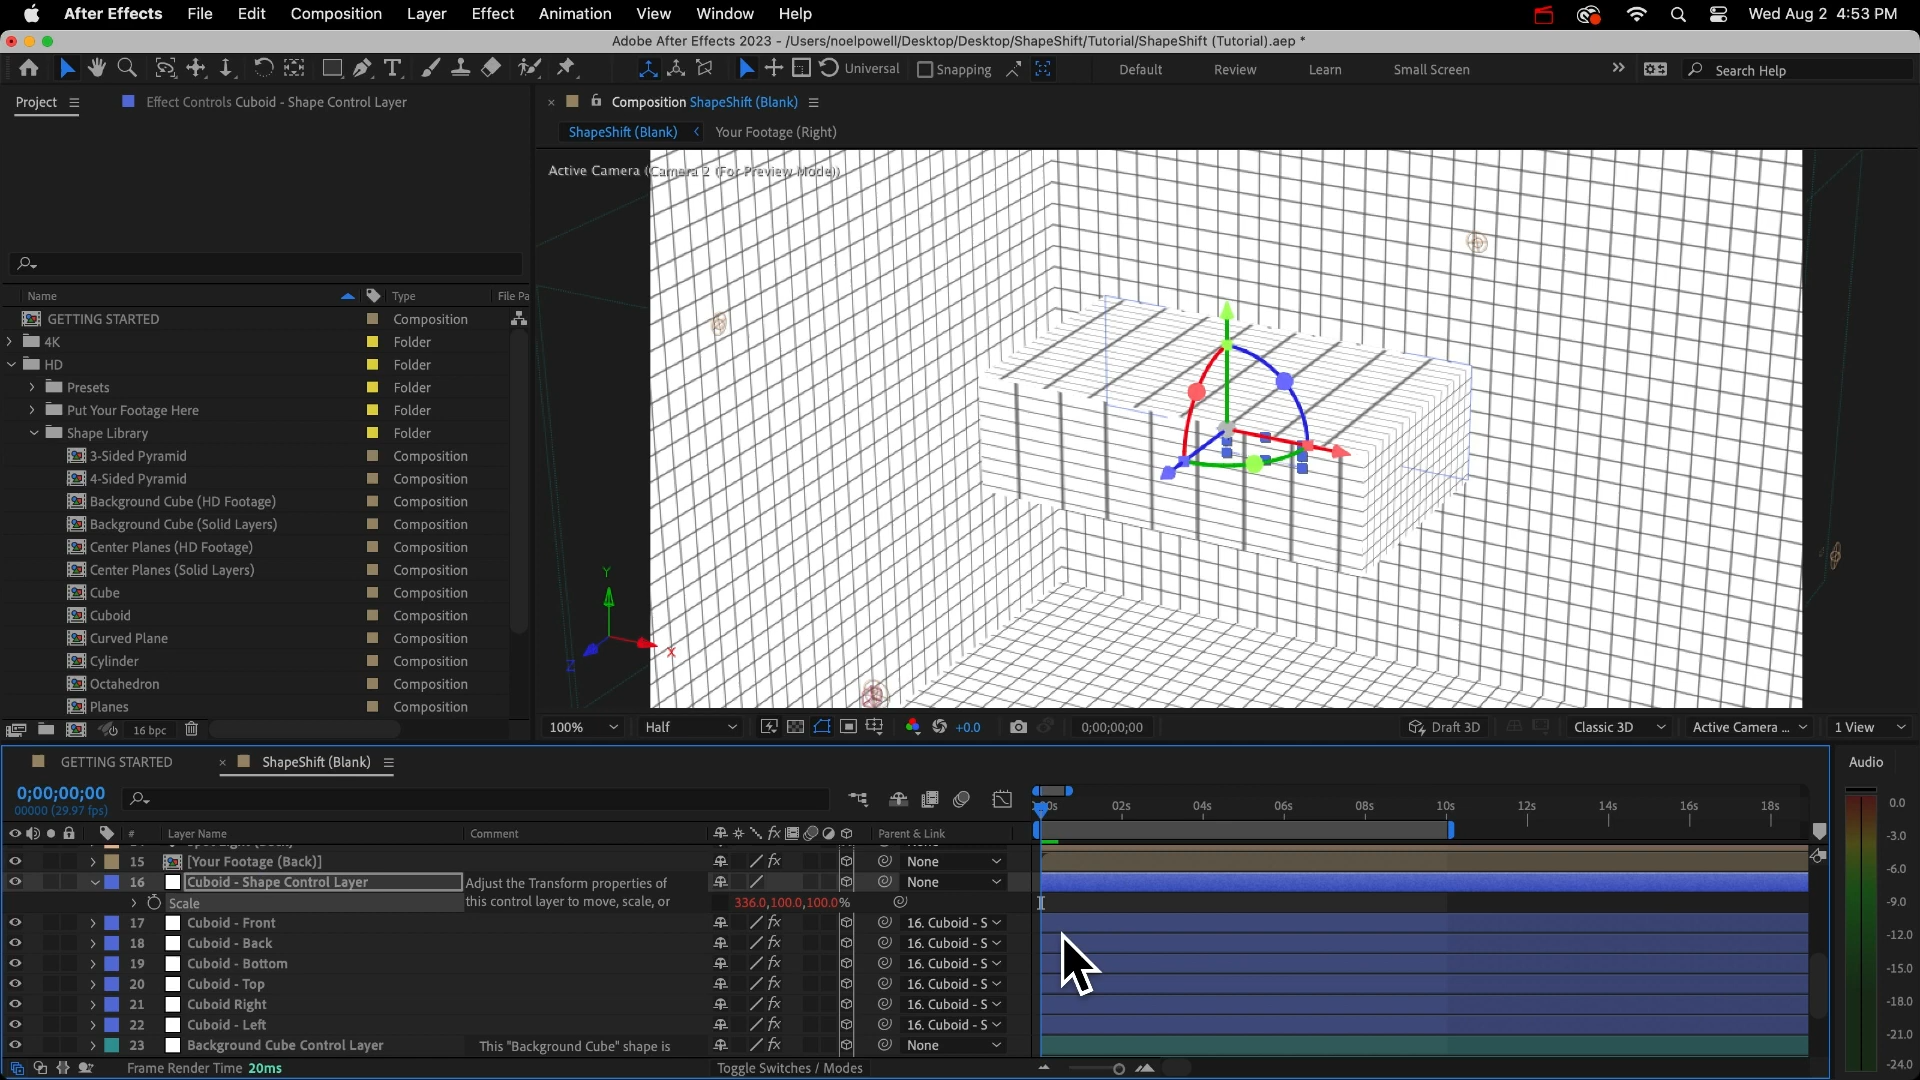 After Effects File Edit Composition Layer Effect Animation View Window Help Wed Aug 2 4:53 PM
Adobe After Effects 2023 - /Users/noelpowell/Desktop/Desktop/ShapeShift/Tutorial/ShapeShift (Tutorial).aep *
Universal Snapping Default Review Learn Small Screen Search Help
Project Effect Controls Cuboid - Shape Control Layer
Composition ShapeShift (Blank)
ShapeShift (Blank) Your Footage (Right)
Active Camera (Camera 2 (For Preview Mode))
Name Type File Pa
GETTING STARTED Composition
4K Folder
HD Folder
Presets Folder
Put Your Footage Here Folder
Shape Library Folder
3-Sided Pyramid Composition
4-Sided Pyramid Composition
Background Cube (HD Footage) Composition
Background Cube (Solid Layers) Composition
Center Planes (HD Footage) Composition
Center Planes (Solid Layers) Composition
Cube Composition
Cuboid Composition
Curved Plane Composition
Cylinder Composition
Octahedron Composition
Planes Composition
Y
X
Z
16 bpc
100% Half +0.0 0;00;00;00 Draft 3D Classic 3D Active Camera ... 1 View
GETTING STARTED ShapeShift (Blank) Audio
0;00;00;00
00000 (29.97 fps)
02s 04s 06s 08s 10s 12s 14s 16s 18s
# Layer Name Comment Parent & Link
15 [Your Footage (Back)] None
16 Cuboid - Shape Control Layer Adjust the Transform properties of None
Scale this control layer to move, scale, or 336.0,100.0,100.0%
17 Cuboid - Front 16. Cuboid - S
18 Cuboid - Back 16. Cuboid - S
19 Cuboid - Bottom 16. Cuboid - S
20 Cuboid - Top 16. Cuboid - S
21 Cuboid Right 16. Cuboid - S
22 Cuboid - Left 16. Cuboid - S
23 Background Cube Control Layer This "Background Cube" shape is None
Frame Render Time 20ms Toggle Switches / Modes
0.0
-3.0
-6.0
-9.0
-12.0
-15.0
-18.0
-21.0
-24.0